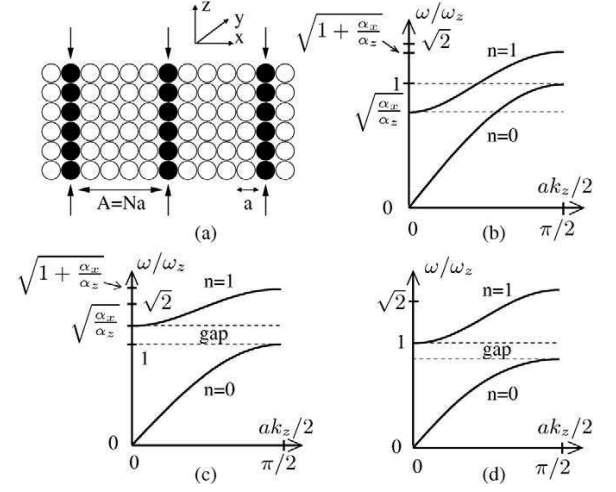 z
y
x
A=Na
a
(a)
ω/ω_z
√(1 + α_x/α_z)
√2
n=1
1
√(α_x/α_z)
n=0
0
ak_z/2
0
π/2
(b)
ω/ω_z
√(1 + α_x/α_z)
√2
n=1
√(α_x/α_z)
gap
1
n=0
0
ak_z/2
0
π/2
(c)
ω/ω_z
√2
n=1
1
gap
n=0
0
ak_z/2
0
π/2
(d)